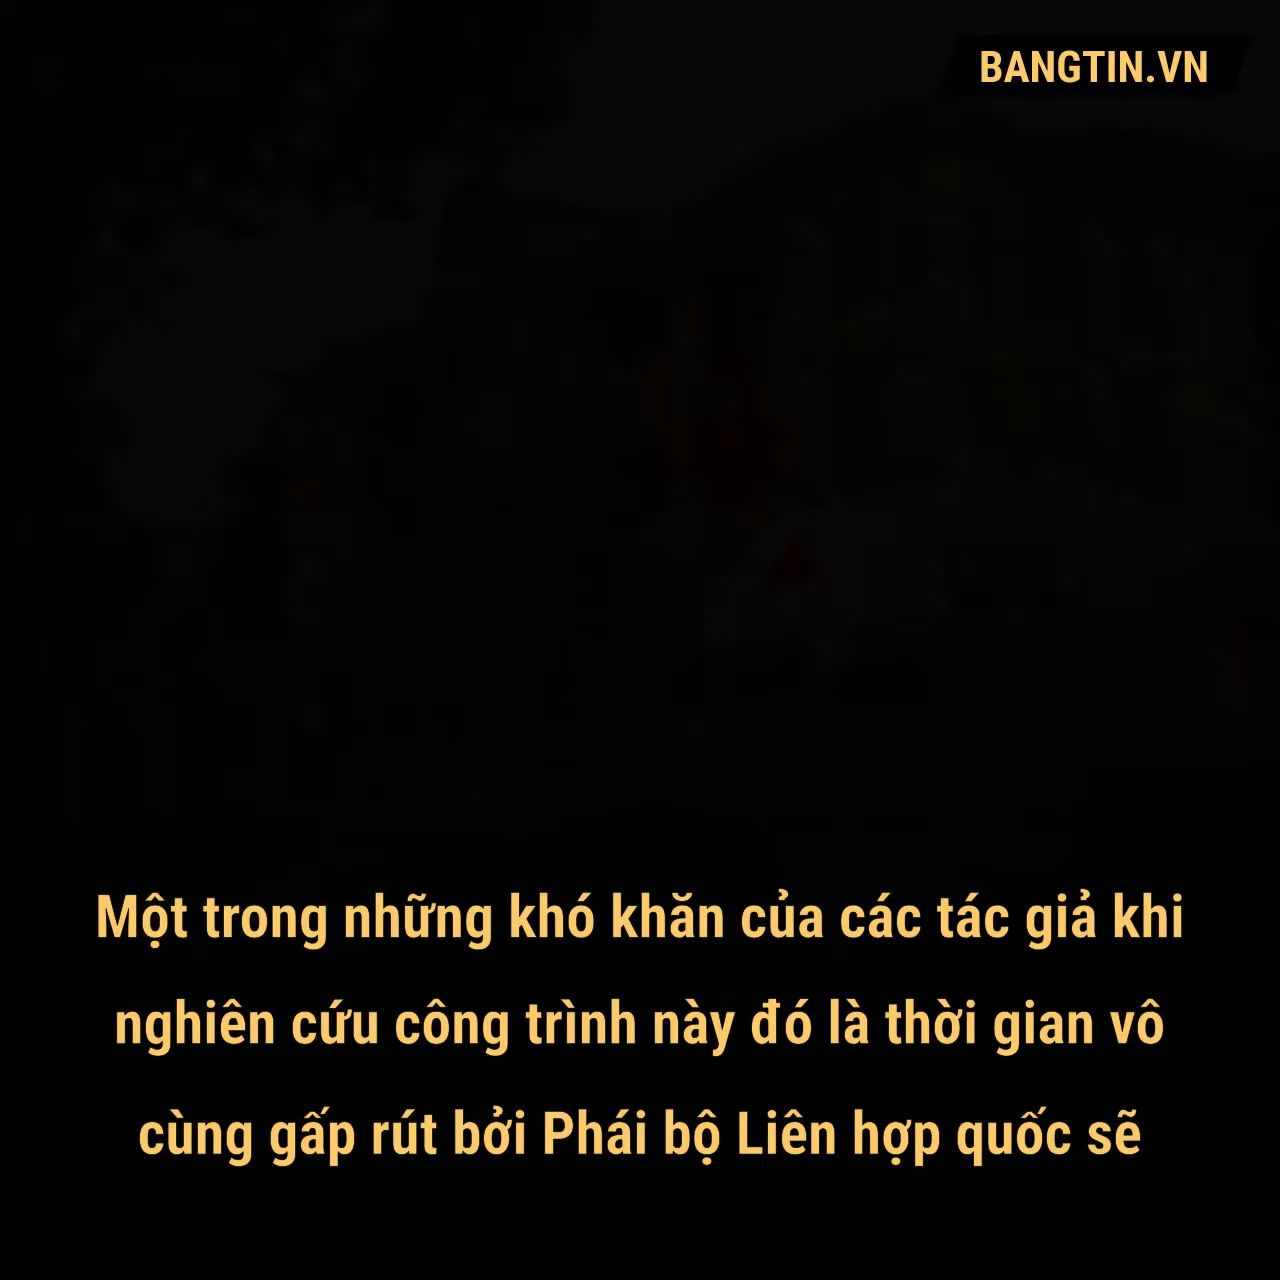 BANGTIN.VN
Một trong những khó khăn của các tác giả khi
nghiên cứu công trình này đó là thời gian vô
cùng gấp rút bởi Phái bộ Liên hợp quốc sẽ